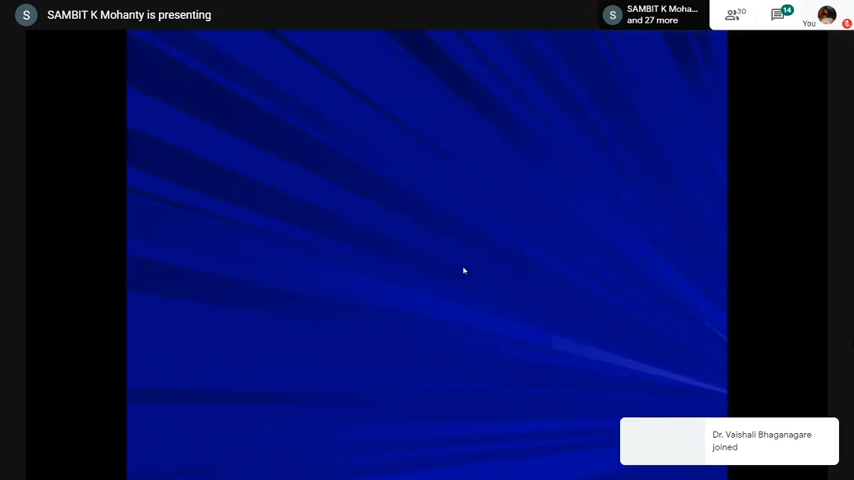 S
SAMBIT K Mohanty is presenting
S
SAMBIT K Moha...
and 27 more
30
14
You
Dr. Vaishali Bhaganagare
joined